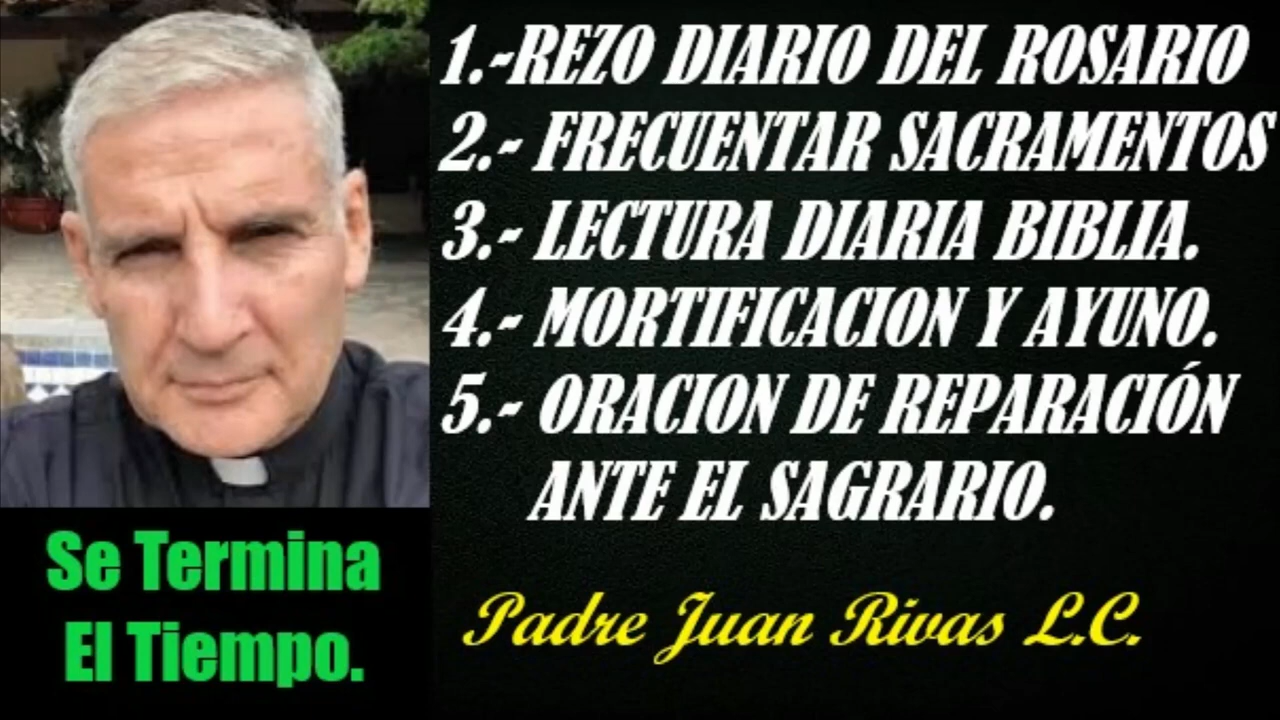 1.-REZO DIARIO DEL ROSARIO
2.- FRECUENTAR SACRAMENTOS
3.- LECTURA DIARIA BIBLIA.
4.- MORTIFICACION Y AYUNO.
5.- ORACION DE REPARACIÓN
ANTE EL SAGRARIO.
Padre Juan Rivas L.C.
Se Termina
El Tiempo.